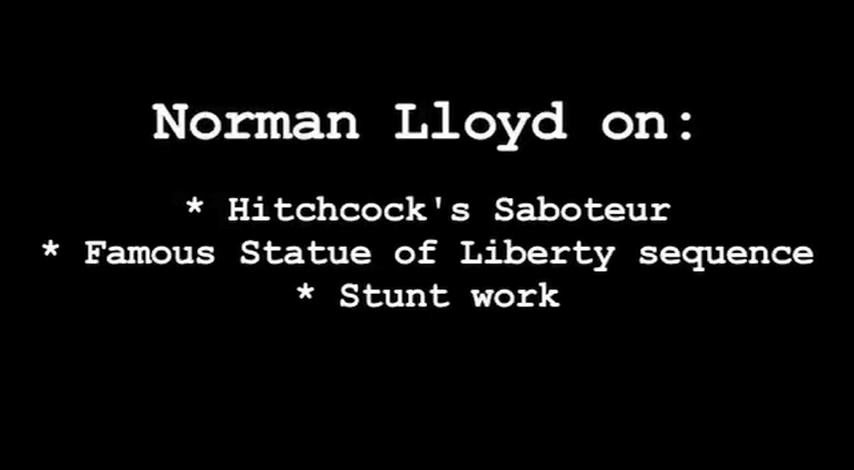 Norman Lloyd on:
* Hitchcock's Saboteur
* Famous Statue of Liberty sequence
* Stunt work